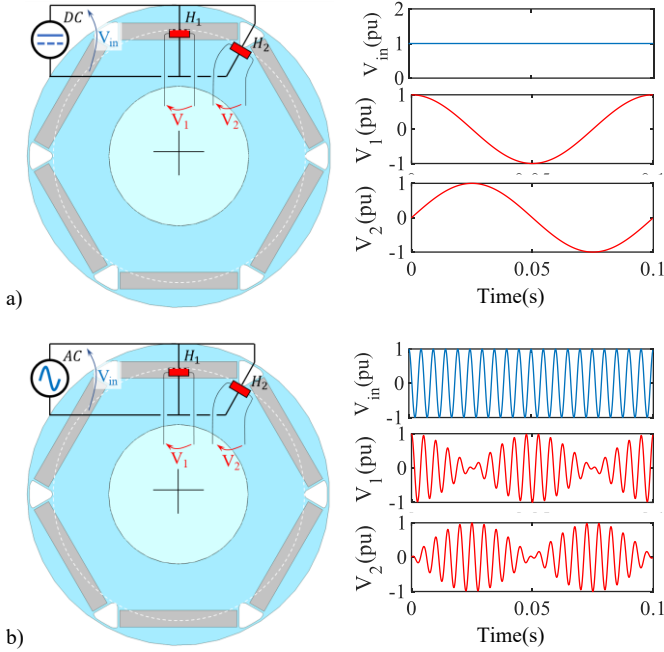 DC
V_in
H_1
H_2
V_1
V_2
a)
V_in(pu)
2
1
0
V_1(pu)
1
0
-1
V_2(pu)
1
0
-1
0
0.05
0.1
Time(s)
AC
V_in
H_1
H_2
V_1
V_2
b)
V_in(pu)
1
0
-1
V_1(pu)
1
0
-1
V_2(pu)
1
0
-1
0
0.05
0.1
Time(s)